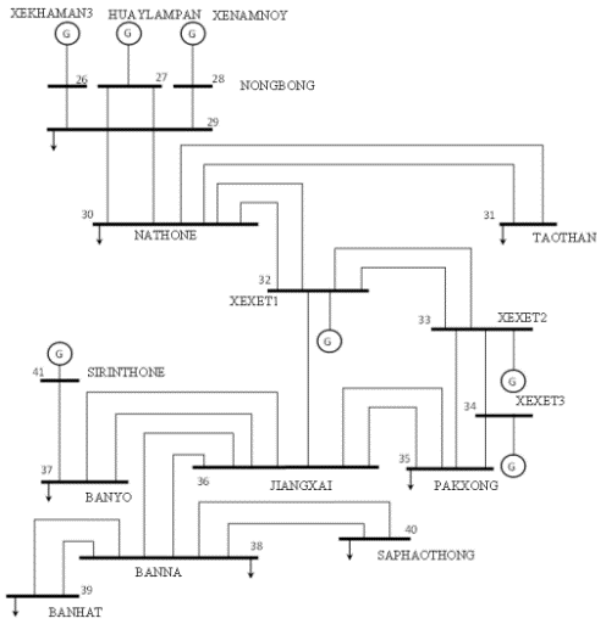 XEKHAMAN3 HUAYLAMPAN XENAMNOY
G G G
26 27 28 NONGBONG
29
30 NATHONE
31 TAOTHAN
32 XEXET1
G
33 XEXET2
G
34 XEXET3
G
35 PAKXONG
36 JIANGXAI
G
41 SIRINTHONE
37 BANYO
38 BANNA
40 SAPHAOTHONG
39 BANHAT